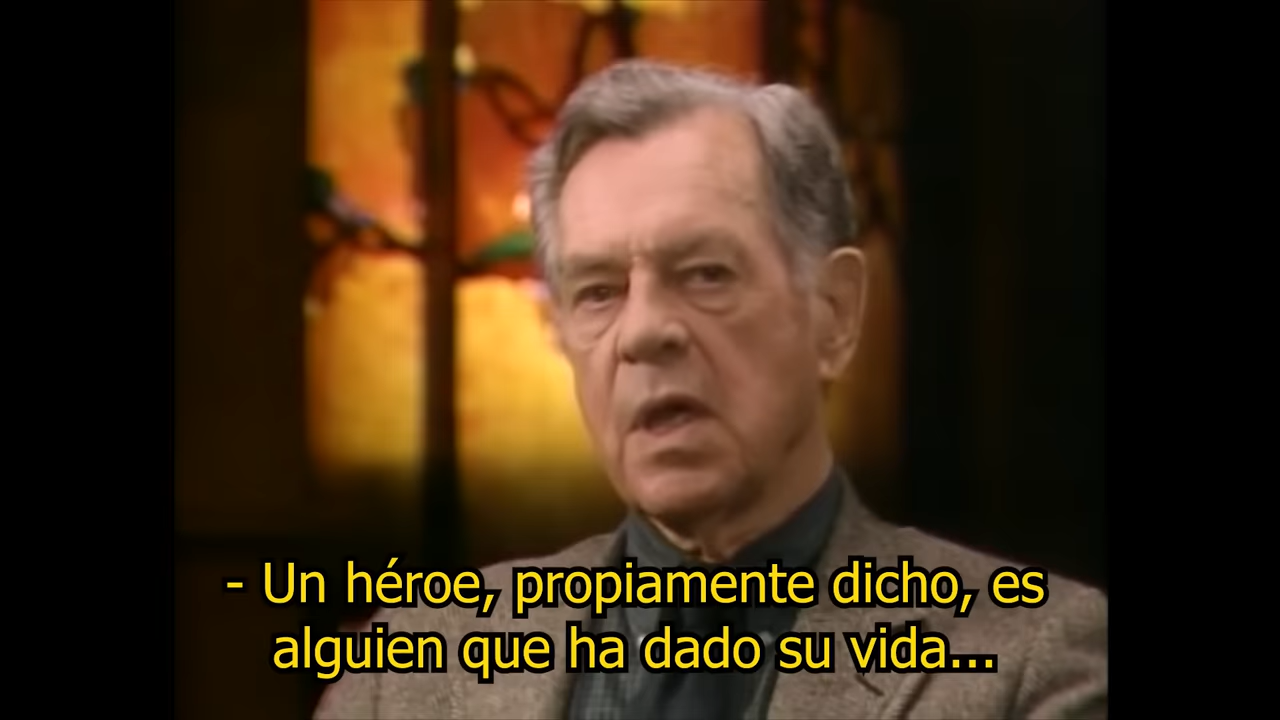 - Un héroe, propiamente dicho, es
alguien que ha dado su vida...